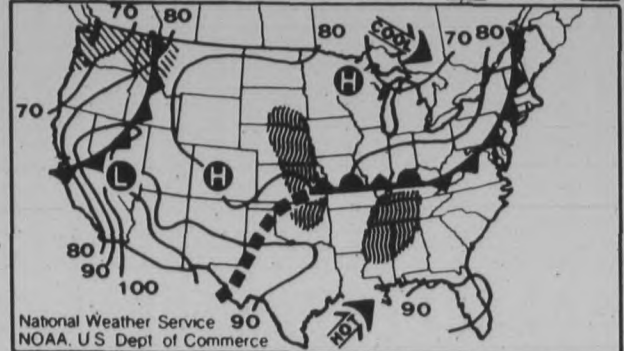 70
80
COOL
80
70 80
H
70
L
H
80
90
100
National Weather Service
NOAA, U S Dept of Commerce
90
HOT
90